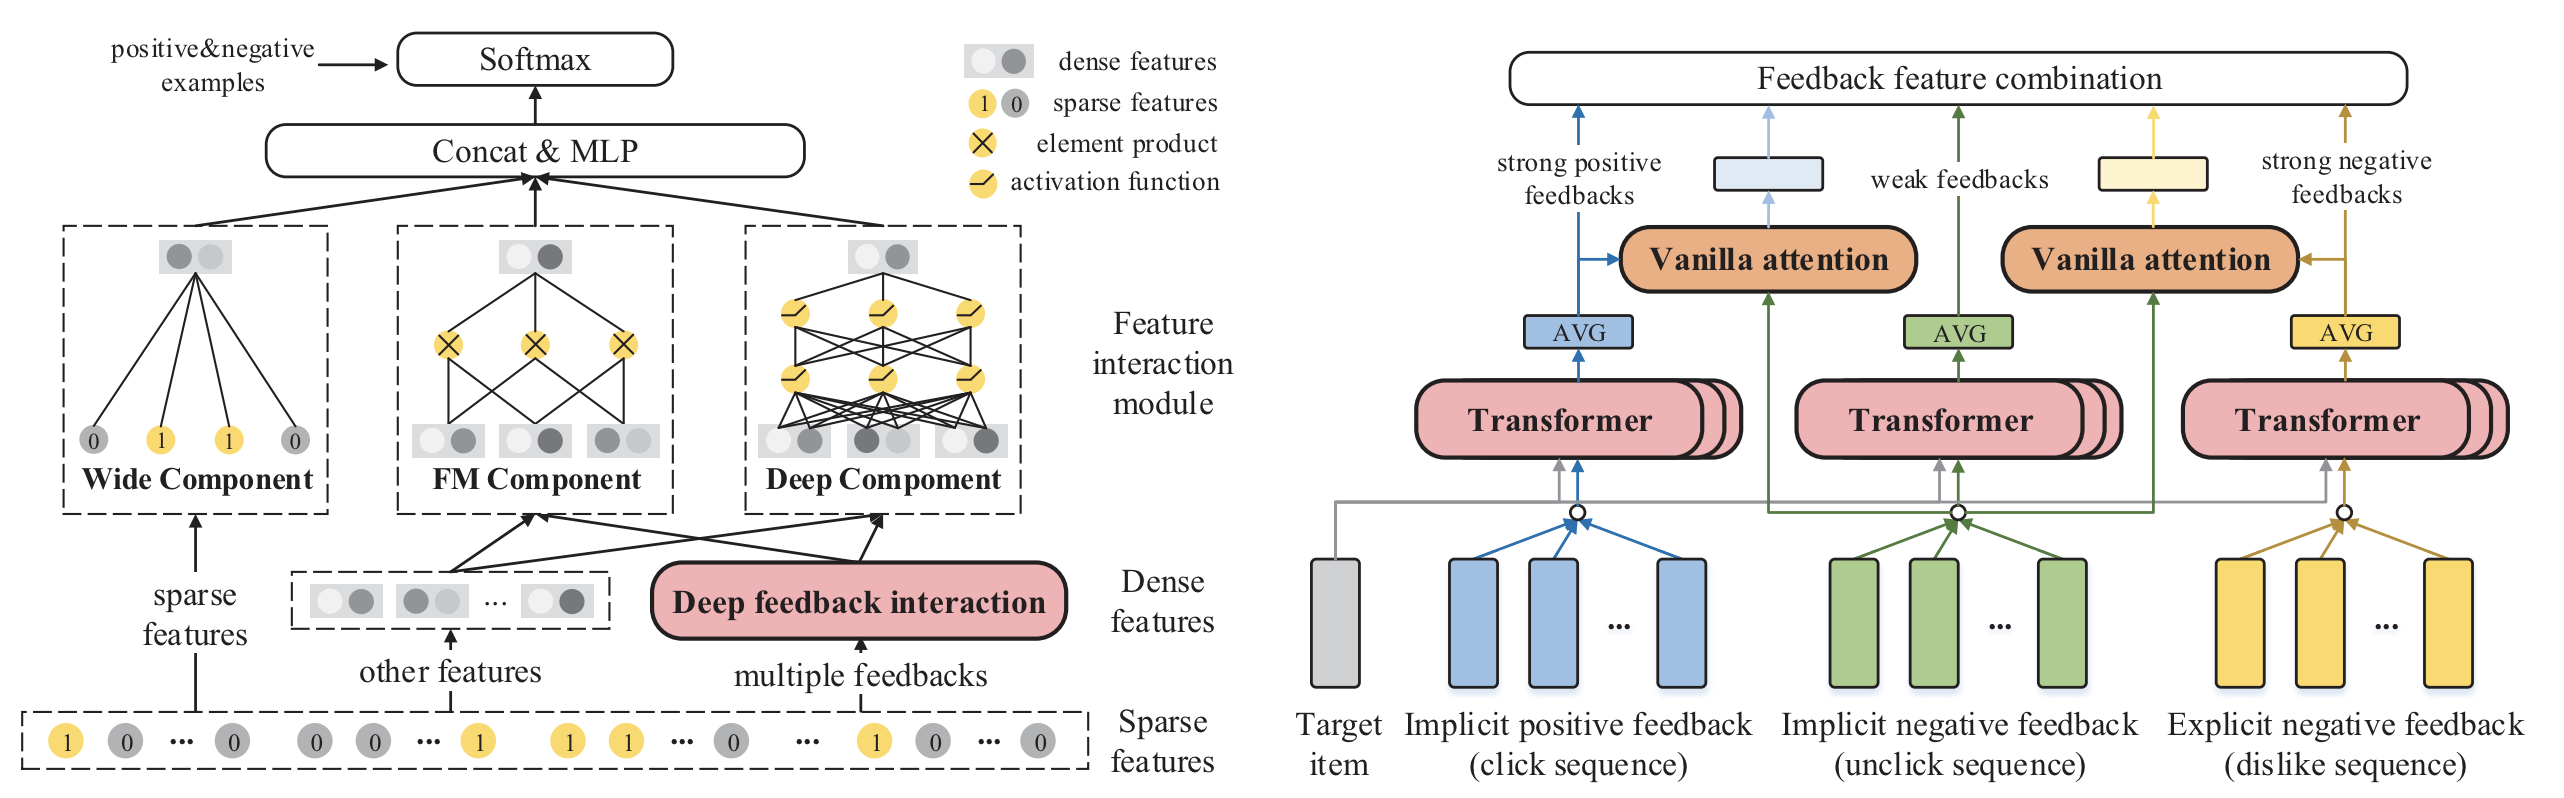 positive&negative
examples
Softmax
Concat & MLP
dense features
1 0 sparse features
element product
activation function
0 1 1 0
Wide Component
FM Component
Deep Compoment
Feature
interaction
module
sparse
features
...
Deep feedback interaction
Dense
features
other features
multiple feedbacks
1 0 ... 0 0 0 ... 1 1 1 ... 0 ... 1 0 ... 0
Sparse
features
Feedback feature combination
strong positive
feedbacks
weak feedbacks
strong negative
feedbacks
Vanilla attention
Vanilla attention
AVG
AVG
AVG
Transformer
Transformer
Transformer
...
...
...
Target
item
Implicit positive feedback
(click sequence)
Implicit negative feedback
(unclick sequence)
Explicit negative feedback
(dislike sequence)